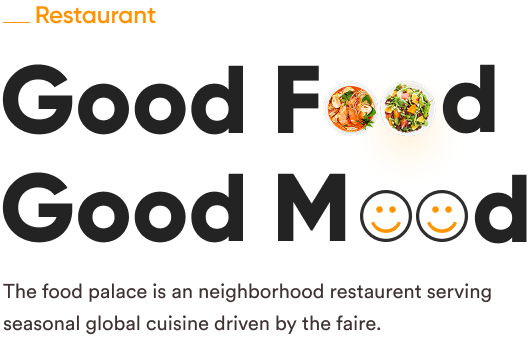 __ Restaurant
Good Food
Good Mood
The food palace is an neighborhood restaurent serving
seasonal global cuisine driven by the faire.